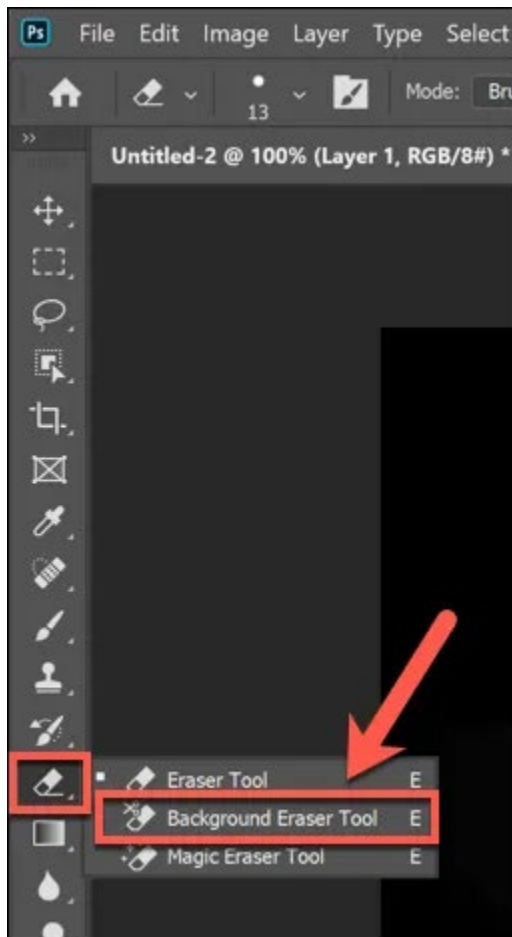 Ps File Edit Image Layer Type Select
13 Mode: Bru
Untitled-2 @ 100% (Layer 1, RGB/8#) *
Eraser Tool E
Background Eraser Tool E
Magic Eraser Tool E